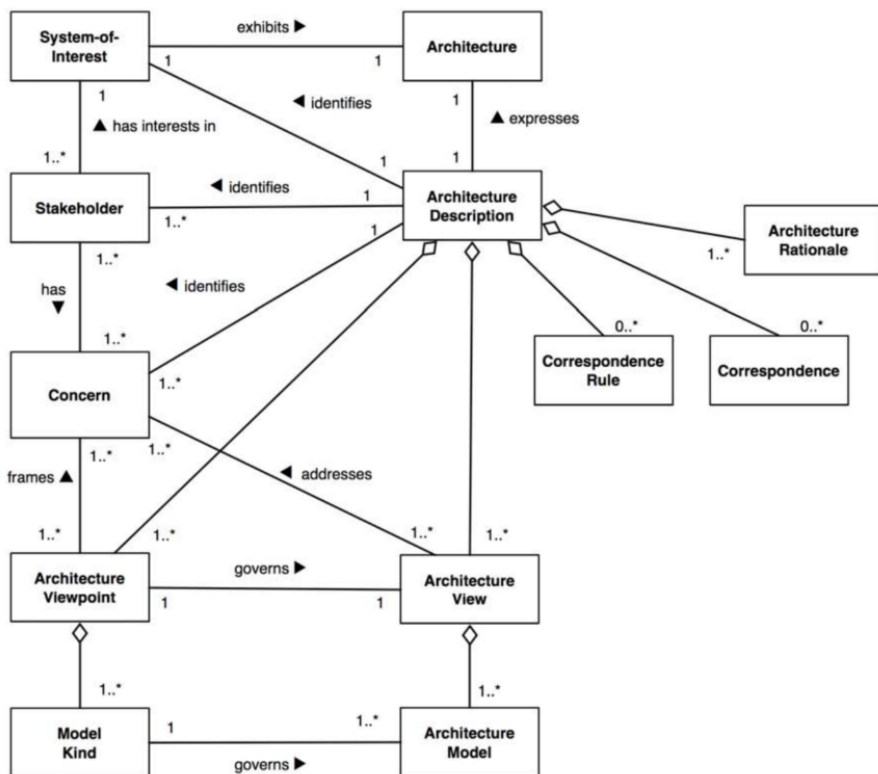 System-of-
Interest
exhibits ▶
Architecture
1
1
1
◀ identifies
1
▲ has interests in
▲ expresses
1..*
1
1
Stakeholder
◀ identifies
1
Architecture
Description
1..*
1
1..*
Architecture
Rationale
1..*
has
▼
◀ identifies
1..*
1..*
0..*
0..*
Concern
Correspondence
Rule
Correspondence
1..*
1..*
frames ▲
◀ addresses
1..*
1..*
1..*
1..*
Architecture
Viewpoint
governs ▶
Architecture
View
1
1
1..*
1..*
Model
Kind
1
1..*
Architecture
Model
governs ▶